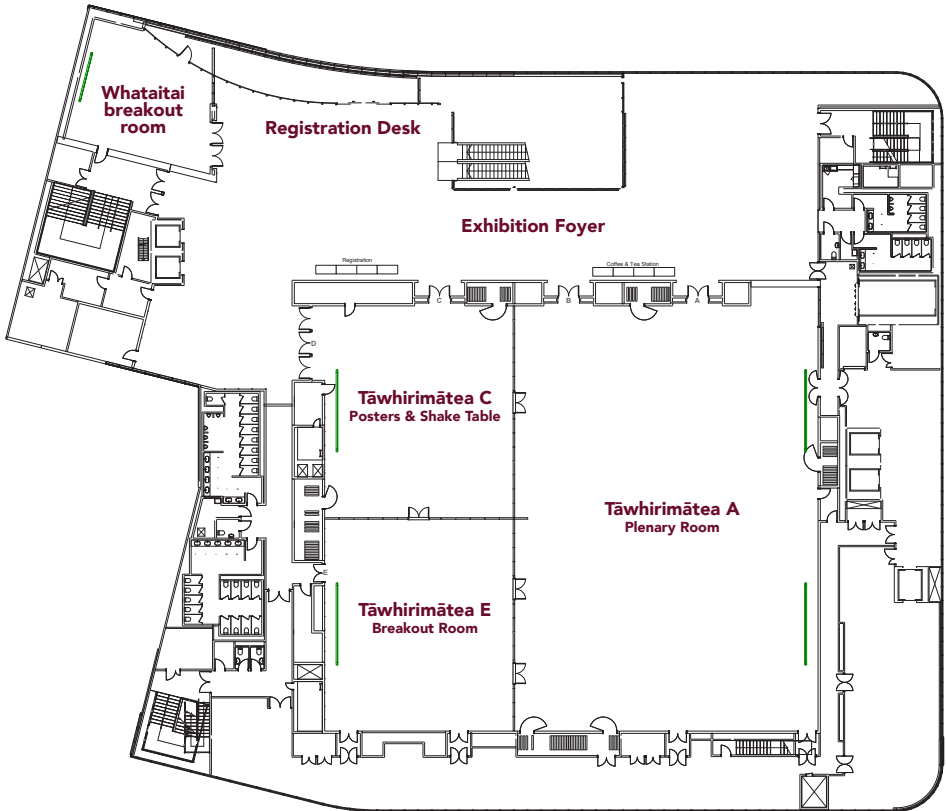 Whataitai
breakout
room
Registration Desk
Exhibition Foyer
Registration
Coffee & Tea Station
C
B
A
D
Tāwhirimātea C
Posters & Shake Table
Tāwhirimātea A
Plenary Room
E
Tāwhirimātea E
Breakout Room